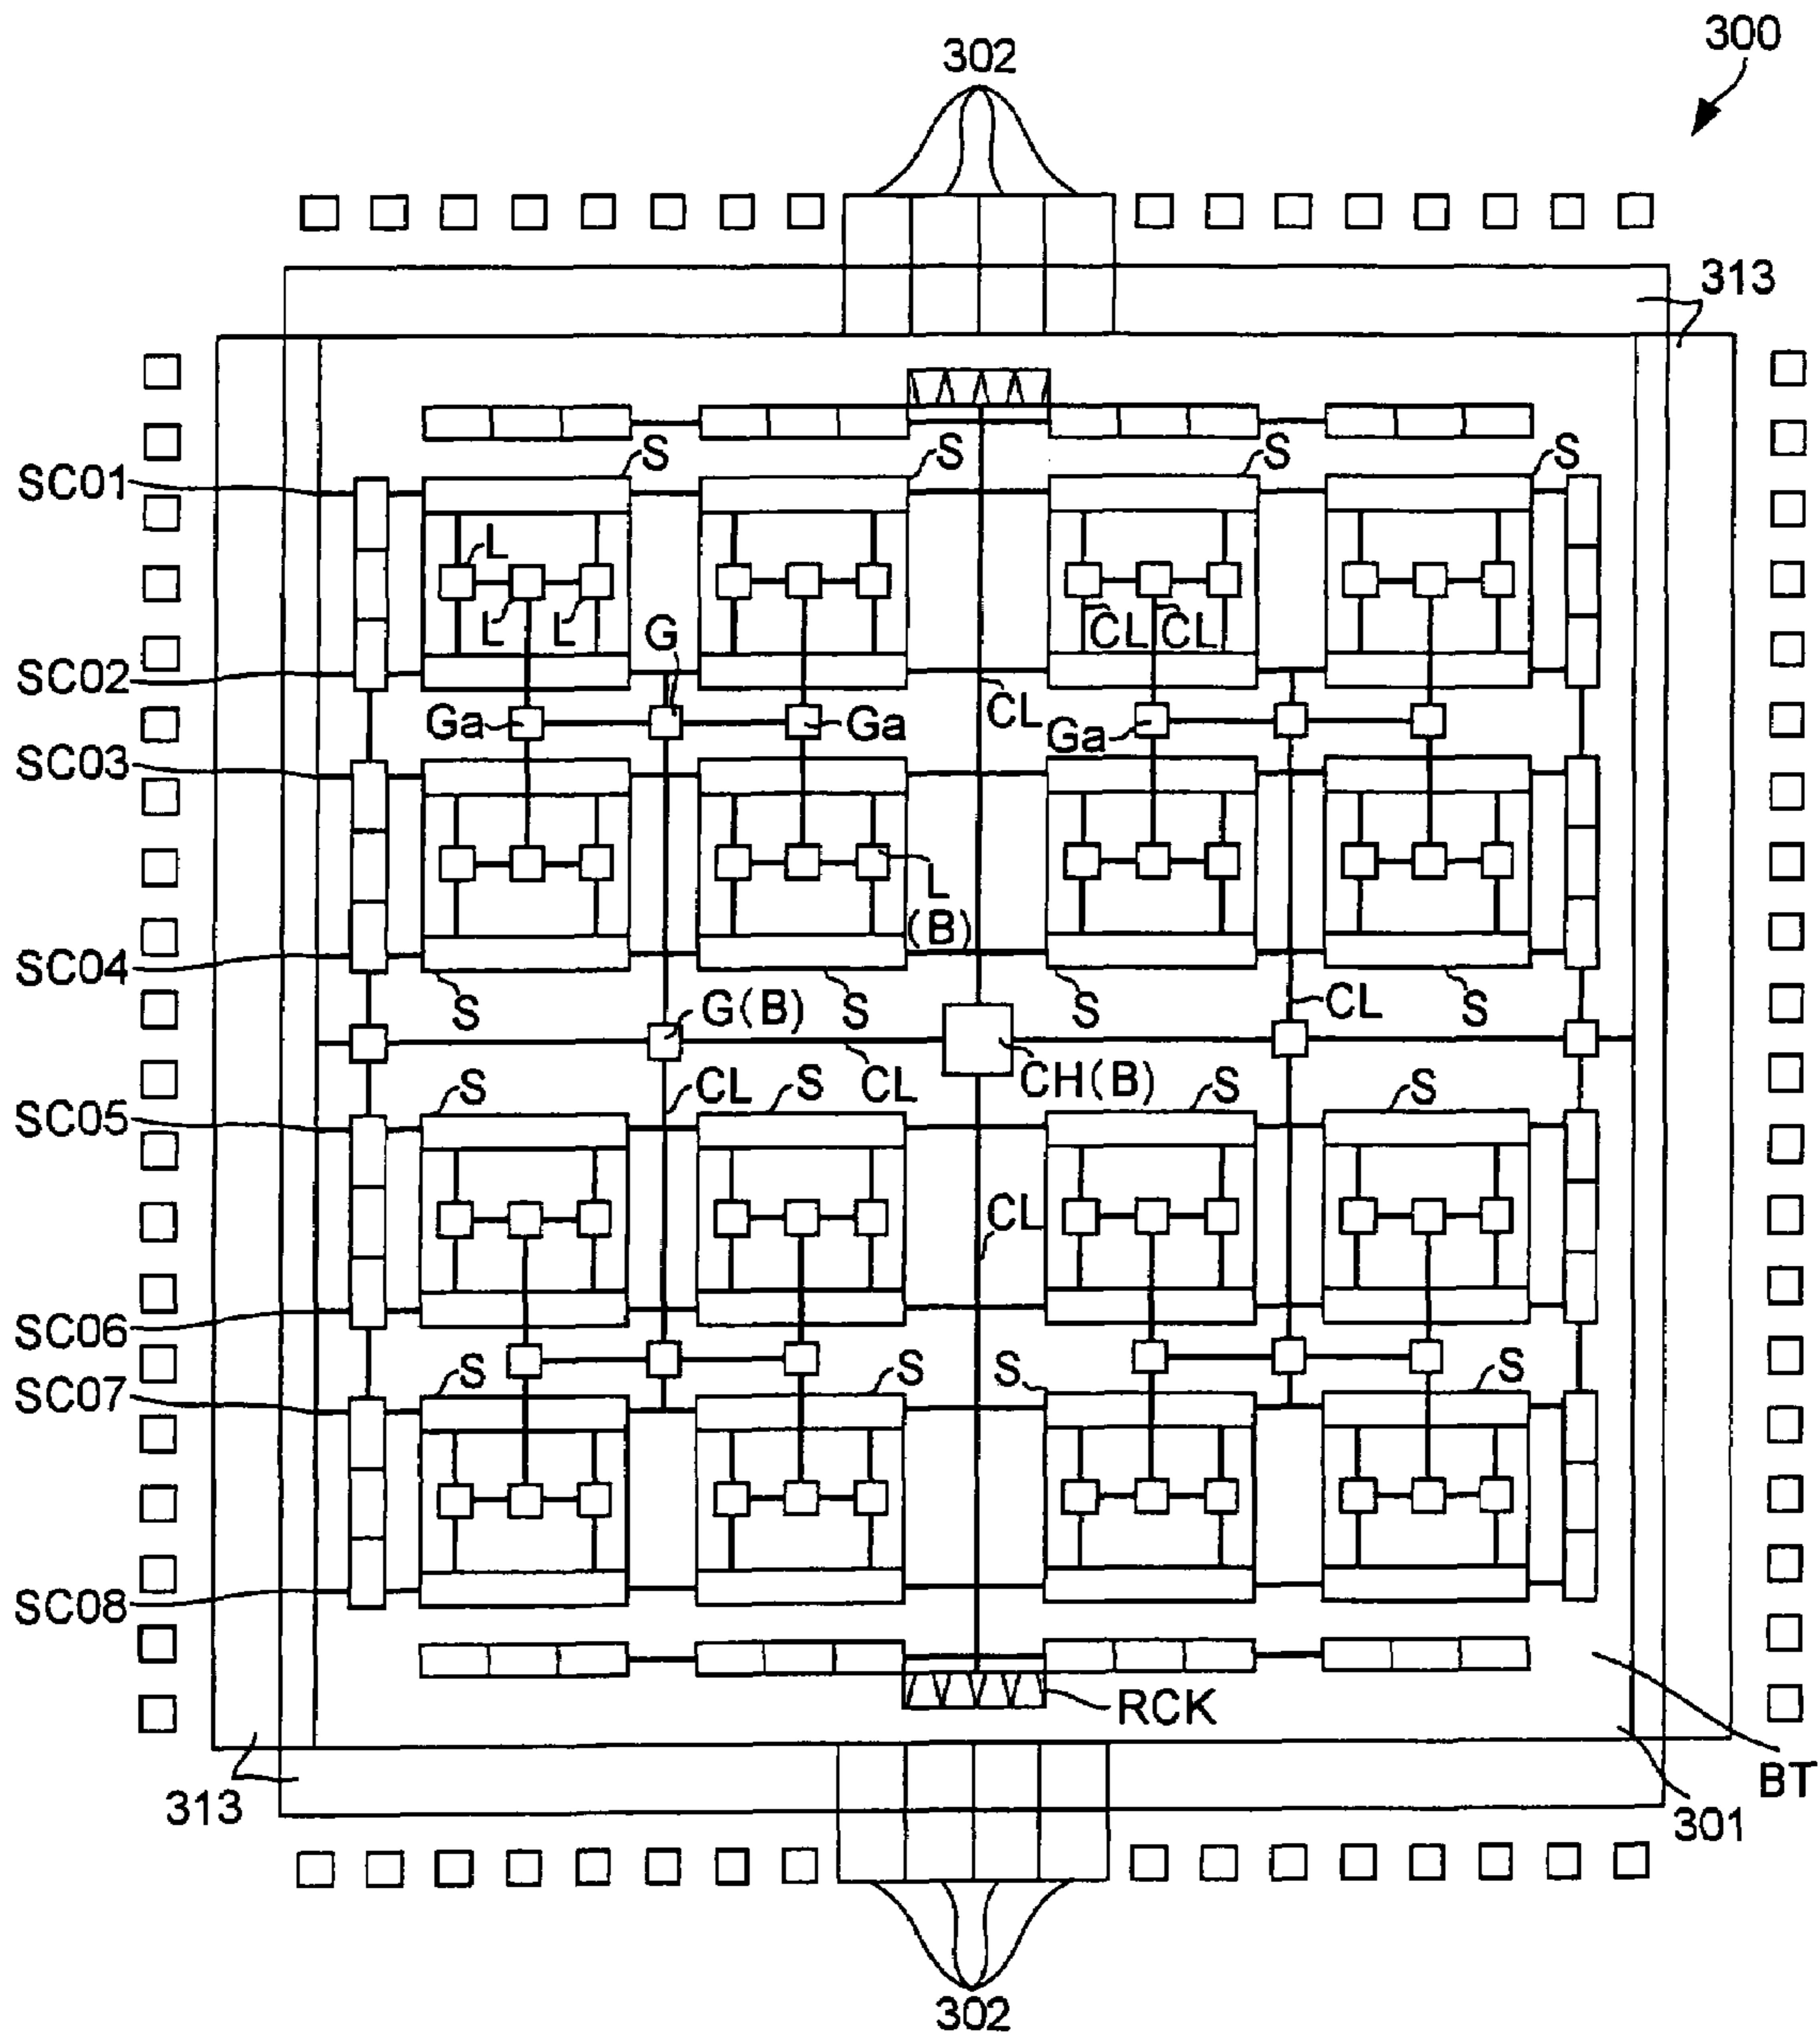 300
302
313
S S S S
SC01
L
L L G CL CL
SC02
Ga Ga CL Ga
SC03
L
(B)
SC04
S S S S
G(B) CL
CL CL CH(B)
S S S S
SC05
CL
SC06
S S S S
SC07
SC08
RCK
BT
313 301
302